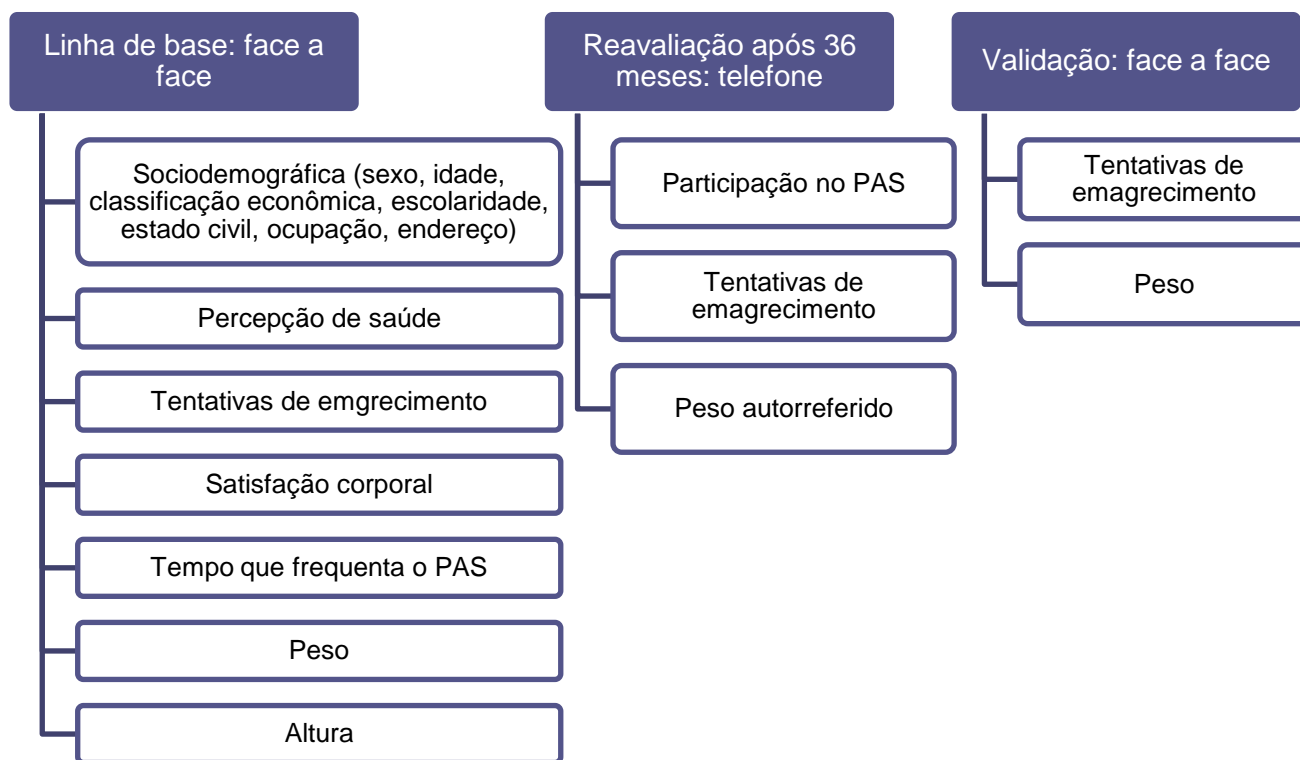 Linha de base: face a
face
Sociodemográfica (sexo, idade,
classificação econômica, escolaridade,
estado civil, ocupação, endereço)
Percepção de saúde
Tentativas de emgrecimento
Satisfação corporal
Tempo que frequenta o PAS
Peso
Altura
Reavaliação após 36
meses: telefone
Participação no PAS
Tentativas de
emagrecimento
Peso autorreferido
Validação: face a face
Tentativas de
emagrecimento
Peso